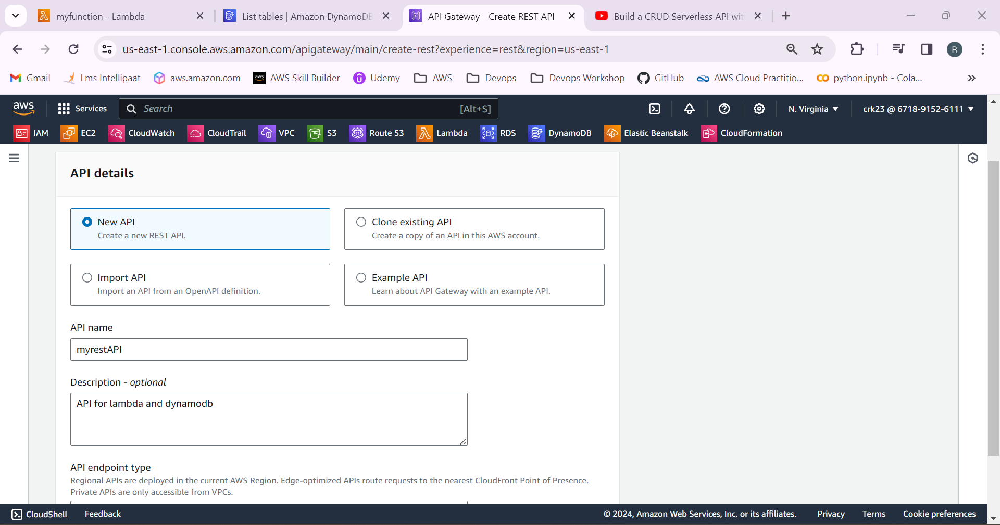 myfunction - Lambda
List tables | Amazon DynamoDB
API Gateway - Create REST API
Build a CRUD Serverless API wit
us-east-1.console.aws.amazon.com/apigateway/main/create-rest?experience=rest&region=us-east-1
R
Gmail
Lms Intellipaat
aws.amazon.com
aws
AWS Skill Builder
Udemy
AWS
Devops
Devops Workshop
GitHub
AWS Cloud Practitio...
python.ipynb - Cola...
aws
Services
Search
[Alt+S]
N. Virginia
crk23 @ 6718-9152-6111
IAM
EC2
CloudWatch
CloudTrail
VPC
S3
53
Route 53
Lambda
RDS
DynamoDB
Elastic Beanstalk
CloudFormation
API details
New API
Create a new REST API.
Clone existing API
Create a copy of an API in this AWS account.
Import API
Import an API from an OpenAPI definition.
Example API
Learn about API Gateway with an example API.
API name
myrestAPI
Description - optional
API for lambda and dynamodb
API endpoint type
Regional APIs are deployed in the current AWS Region. Edge-optimized APIs route requests to the nearest CloudFront Point of Presence.
Private APIs are only accessible from VPCs.
CloudShell
Feedback
© 2024, Amazon Web Services, Inc. or its affiliates.
Privacy
Terms
Cookie preferences